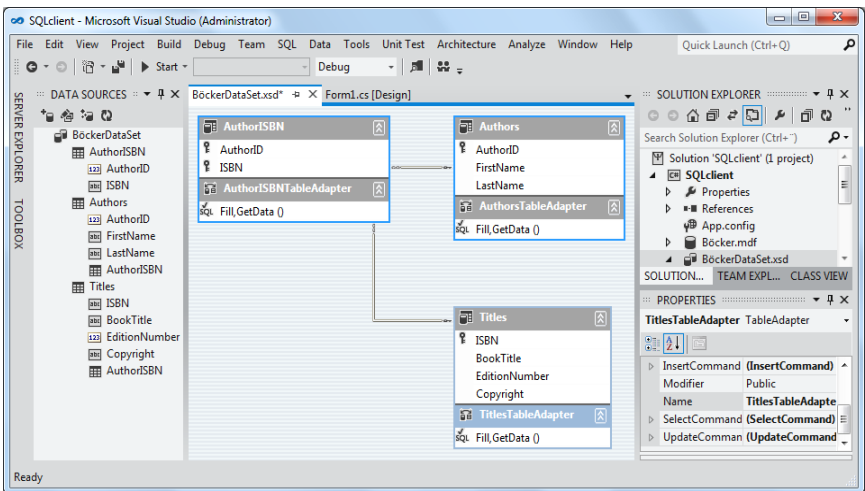 SQLclient - Microsoft Visual Studio (Administrator)
File Edit View Project Build Debug Team SQL Data Tools Unit Test Architecture Analyze Window Help
Quick Launch (Ctrl+Q)
Start
Debug
SERVER EXPLORER
TOOLBOX
DATA SOURCES
BöckerDataSet
AuthorISBN
AuthorID
ISBN
Authors
AuthorID
FirstName
LastName
AuthorISBN
Titles
ISBN
BookTitle
EditionNumber
Copyright
AuthorISBN
BöckerDataSet.xsd*
Form1.cs [Design]
AuthorISBN
AuthorID
ISBN
AuthorISBNTableAdapter
SQL Fill,GetData ()
Authors
AuthorID
FirstName
LastName
AuthorsTableAdapter
SQL Fill,GetData ()
Titles
ISBN
BookTitle
EditionNumber
Copyright
TitlesTableAdapter
SQL Fill,GetData ()
SOLUTION EXPLORER
Search Solution Explorer (Ctrl+¨)
Solution 'SQLclient' (1 project)
C# SQLclient
Properties
References
App.config
Böcker.mdf
BöckerDataSet.xsd
SOLUTION... TEAM EXPL... CLASS VIEW
PROPERTIES
TitlesTableAdapter TableAdapter
InsertCommand (InsertCommand)
Modifier Public
Name TitlesTableAdapte
SelectCommand (SelectCommand)
UpdateComman (UpdateCommand
Ready